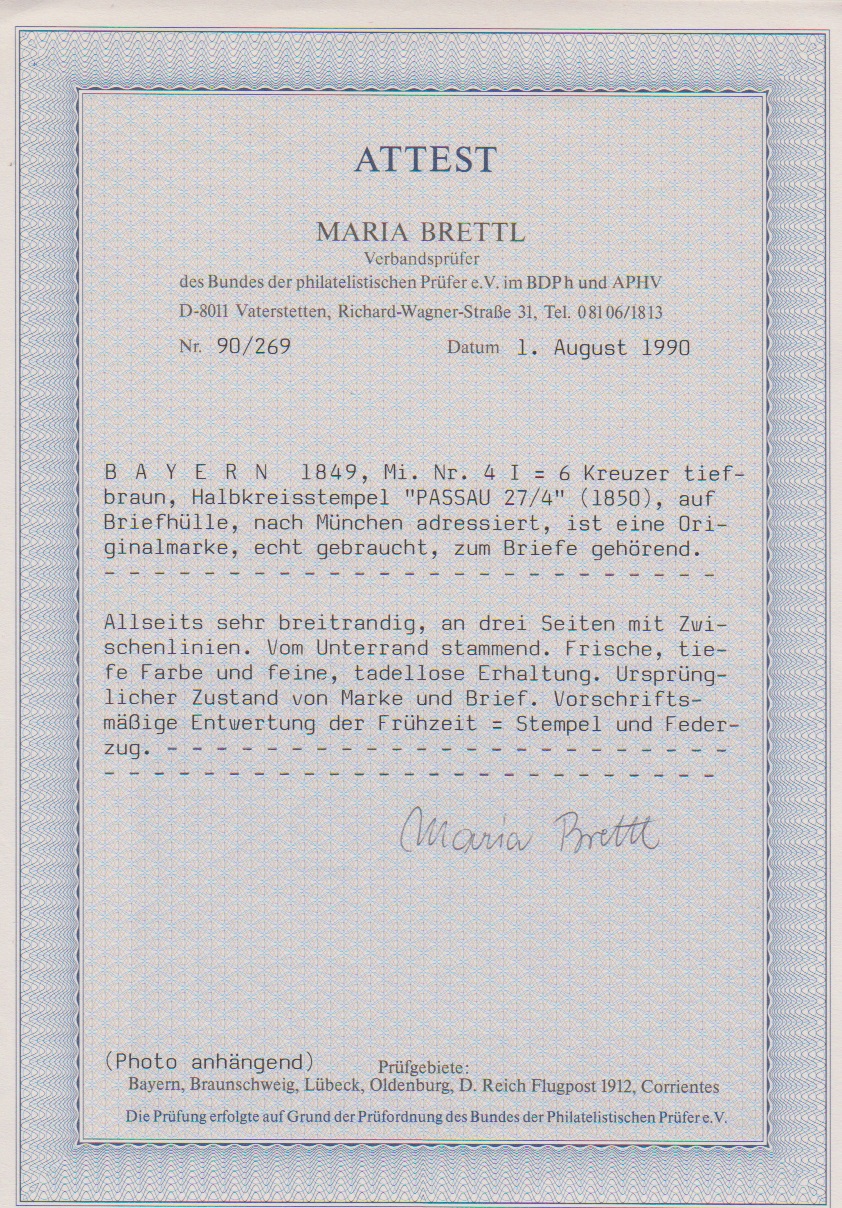 ATTEST
MARIA BRETTL
Verbandsprüfer
des Bundes der philatelistischen Prüfer e.V. im BDPh und APHV
D-8011 Vaterstetten, Richard-Wagner-Straße 31, Tel. 08106/1813
Nr. 90/269 Datum 1. August 1990
B A Y E R N 1849, Mi. Nr. 4 I = 6 Kreuzer tief-
braun, Halbkreisstempel "PASSAU 27/4" (1850), auf
Briefhülle, nach München adressiert, ist eine Ori-
ginalmarke, echt gebraucht, zum Briefe gehörend.
- - - - - - - - - - - - - - - - - - - - - - - - -
Allseits sehr breitrandig, an drei Seiten mit Zwi-
schenlinien. Vom Unterrand stammend. Frische, tie-
fe Farbe und feine, tadellose Erhaltung. Ursprüng-
licher Zustand von Marke und Brief. Vorschrifts-
mäßige Entwertung der Frühzeit = Stempel und Feder-
zug. - - - - - - - - - - - - - - - - - - - - - - -
- - - - - - - - - - - - - - - - - - - - - - - - -
Maria Brettl
(Photo anhängend) Prüfgebiete:
Bayern, Braunschweig, Lübeck, Oldenburg, D. Reich Flugpost 1912, Corrientes
Die Prüfung erfolgte auf Grund der Prüfordnung des Bundes der Philatelistischen Prüfer e.V.